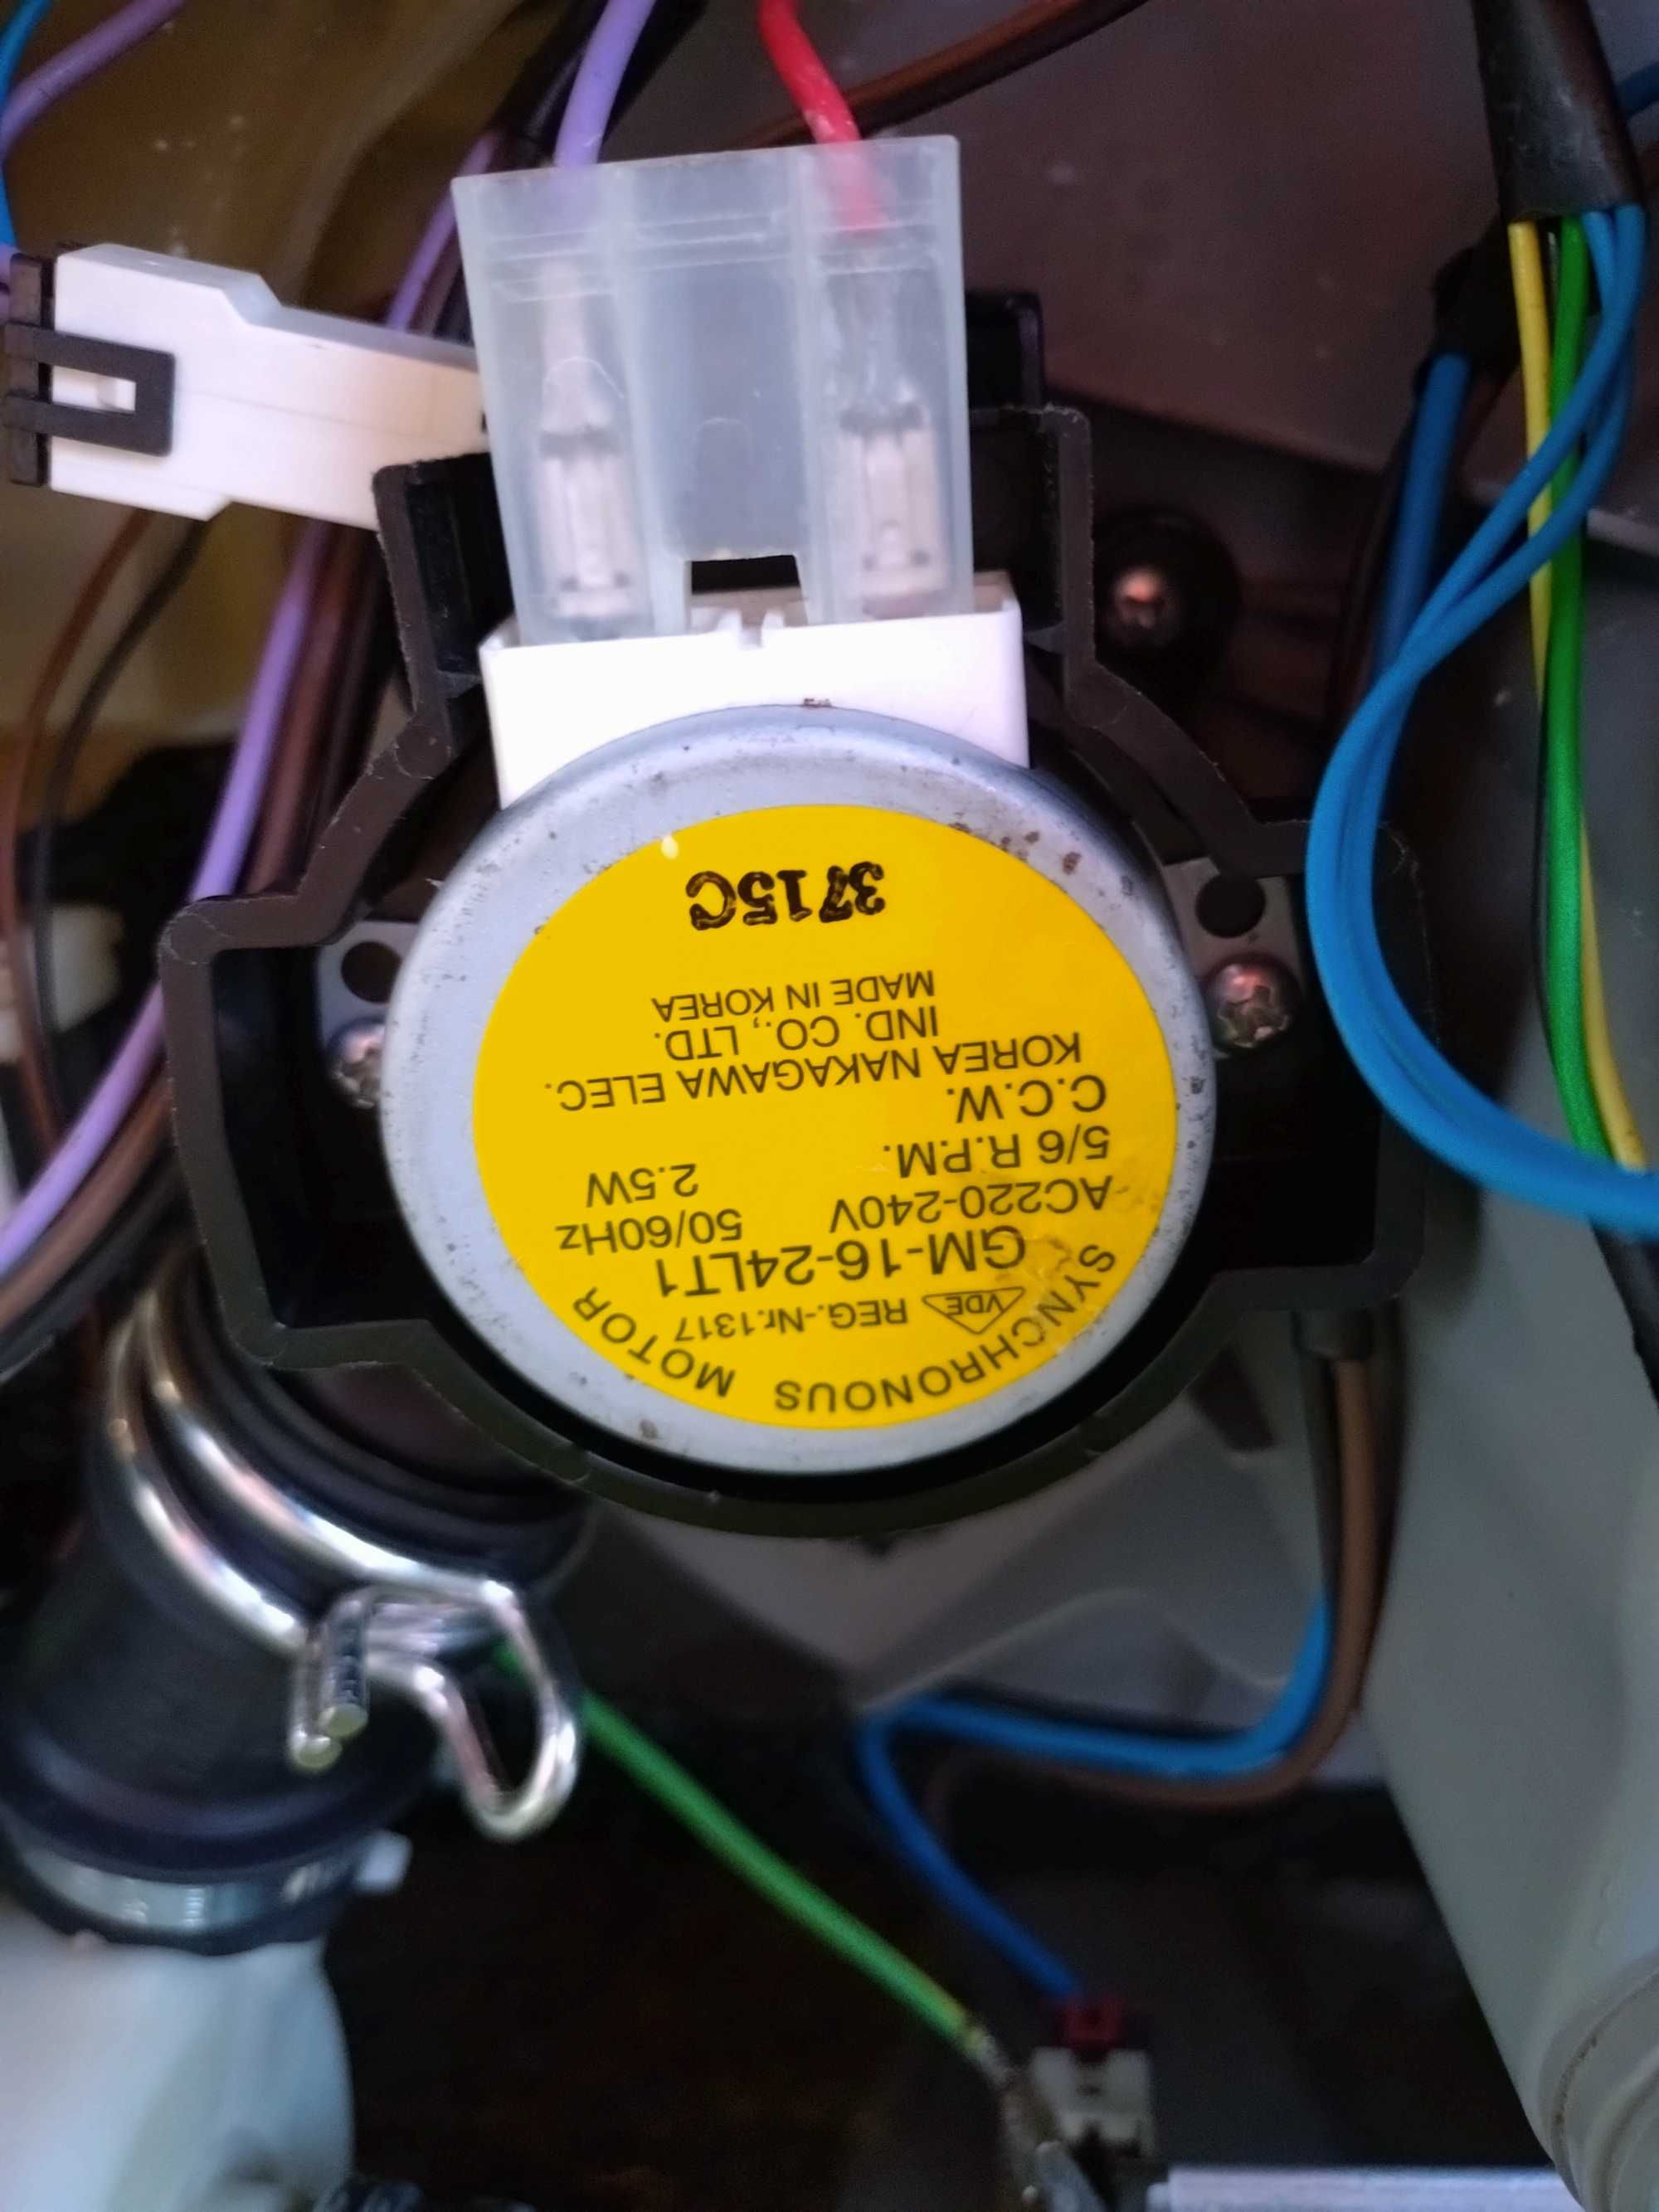 SYNCHRONOUS MOTOR
VDE REG.-Nr.1317
GM-16-24LT1
AC220-240V 50/60Hz
5/6 R.P.M. 2.5W
C.C.W.
KOREA NAKAGAWA ELEC.
IND. CO., LTD.
MADE IN KOREA
3715C